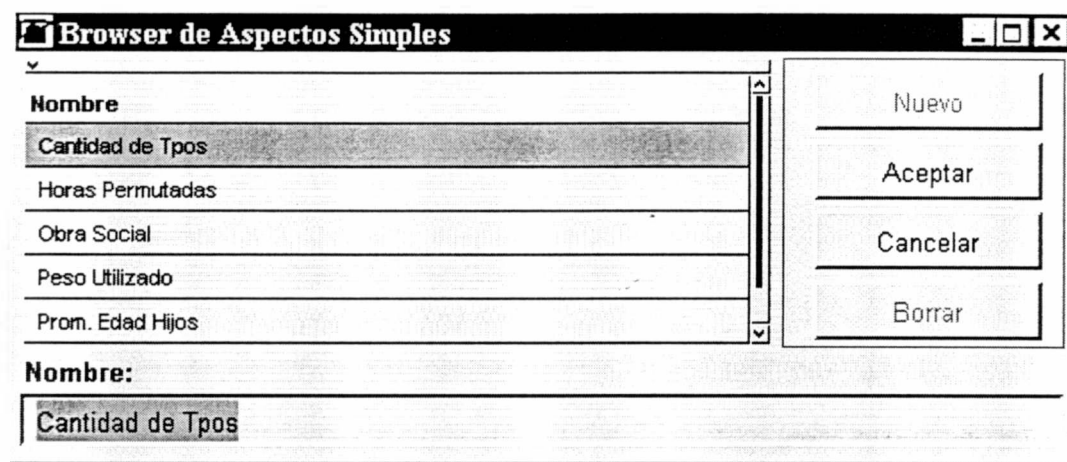 Browser de Aspectos Simples
Nombre
Cantidad de Tpos
Horas Permutadas
Obra Social
Peso Utilizado
Prom. Edad Hijos
Nuevo
Aceptar
Cancelar
Borrar
Nombre:
Cantidad de Tpos